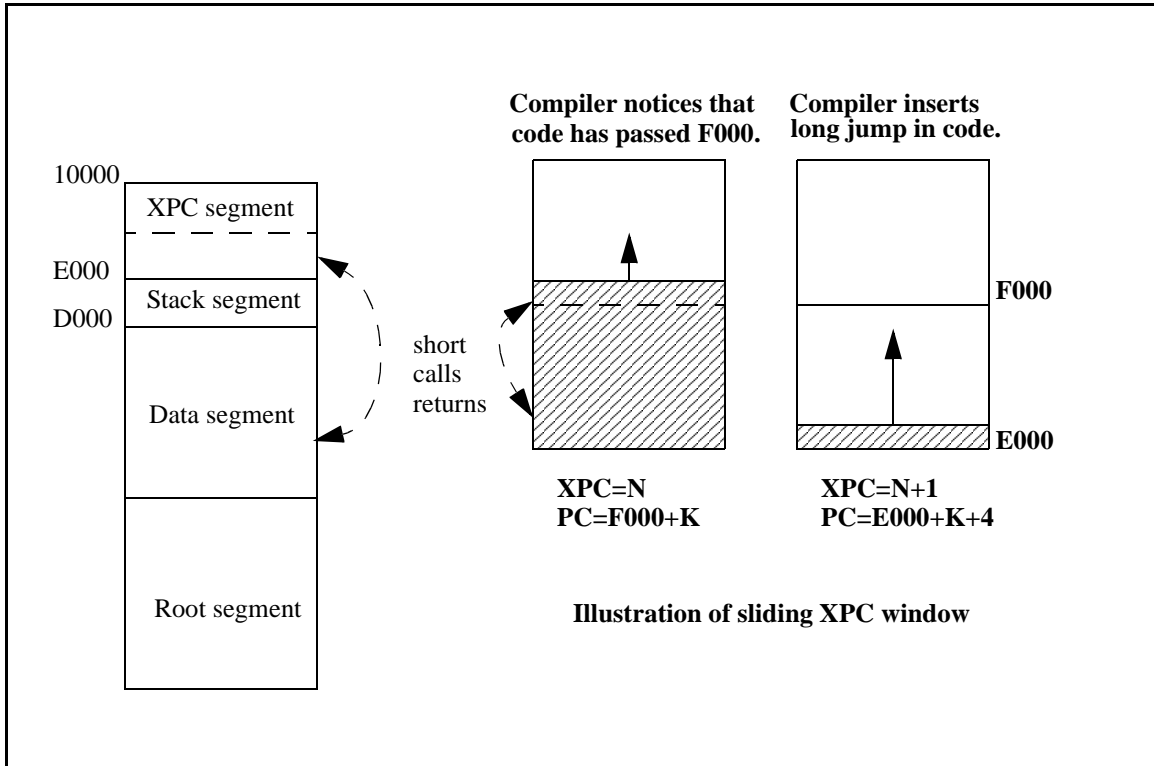 Compiler notices that
code has passed F000.
Compiler inserts
long jump in code.
10000
XPC segment
E000
Stack segment
D000
Data segment
Root segment
short
calls
returns
F000
E000
XPC=N
PC=F000+K
XPC=N+1
PC=E000+K+4
Illustration of sliding XPC window